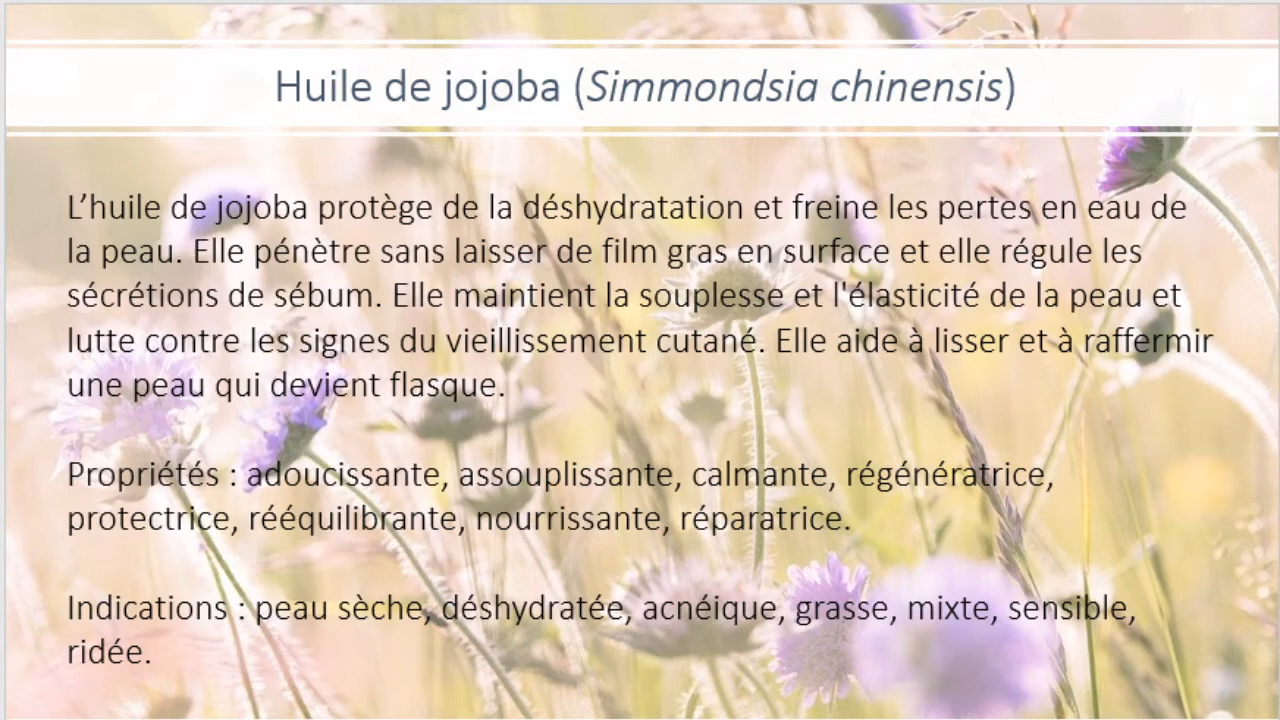 Huile de jojoba (Simmondsia chinensis)
L’huile de jojoba protège de la déshydratation et freine les pertes en eau de
la peau. Elle pénètre sans laisser de film gras en surface et elle régule les
sécrétions de sébum. Elle maintient la souplesse et l'élasticité de la peau et
lutte contre les signes du vieillissement cutané. Elle aide à lisser et à raffermir
une peau qui devient flasque.
Propriétés : adoucissante, assouplissante, calmante, régénératrice,
protectrice, rééquilibrante, nourrissante, réparatrice.
Indications : peau sèche, déshydratée, acnéique, grasse, mixte, sensible,
ridée.